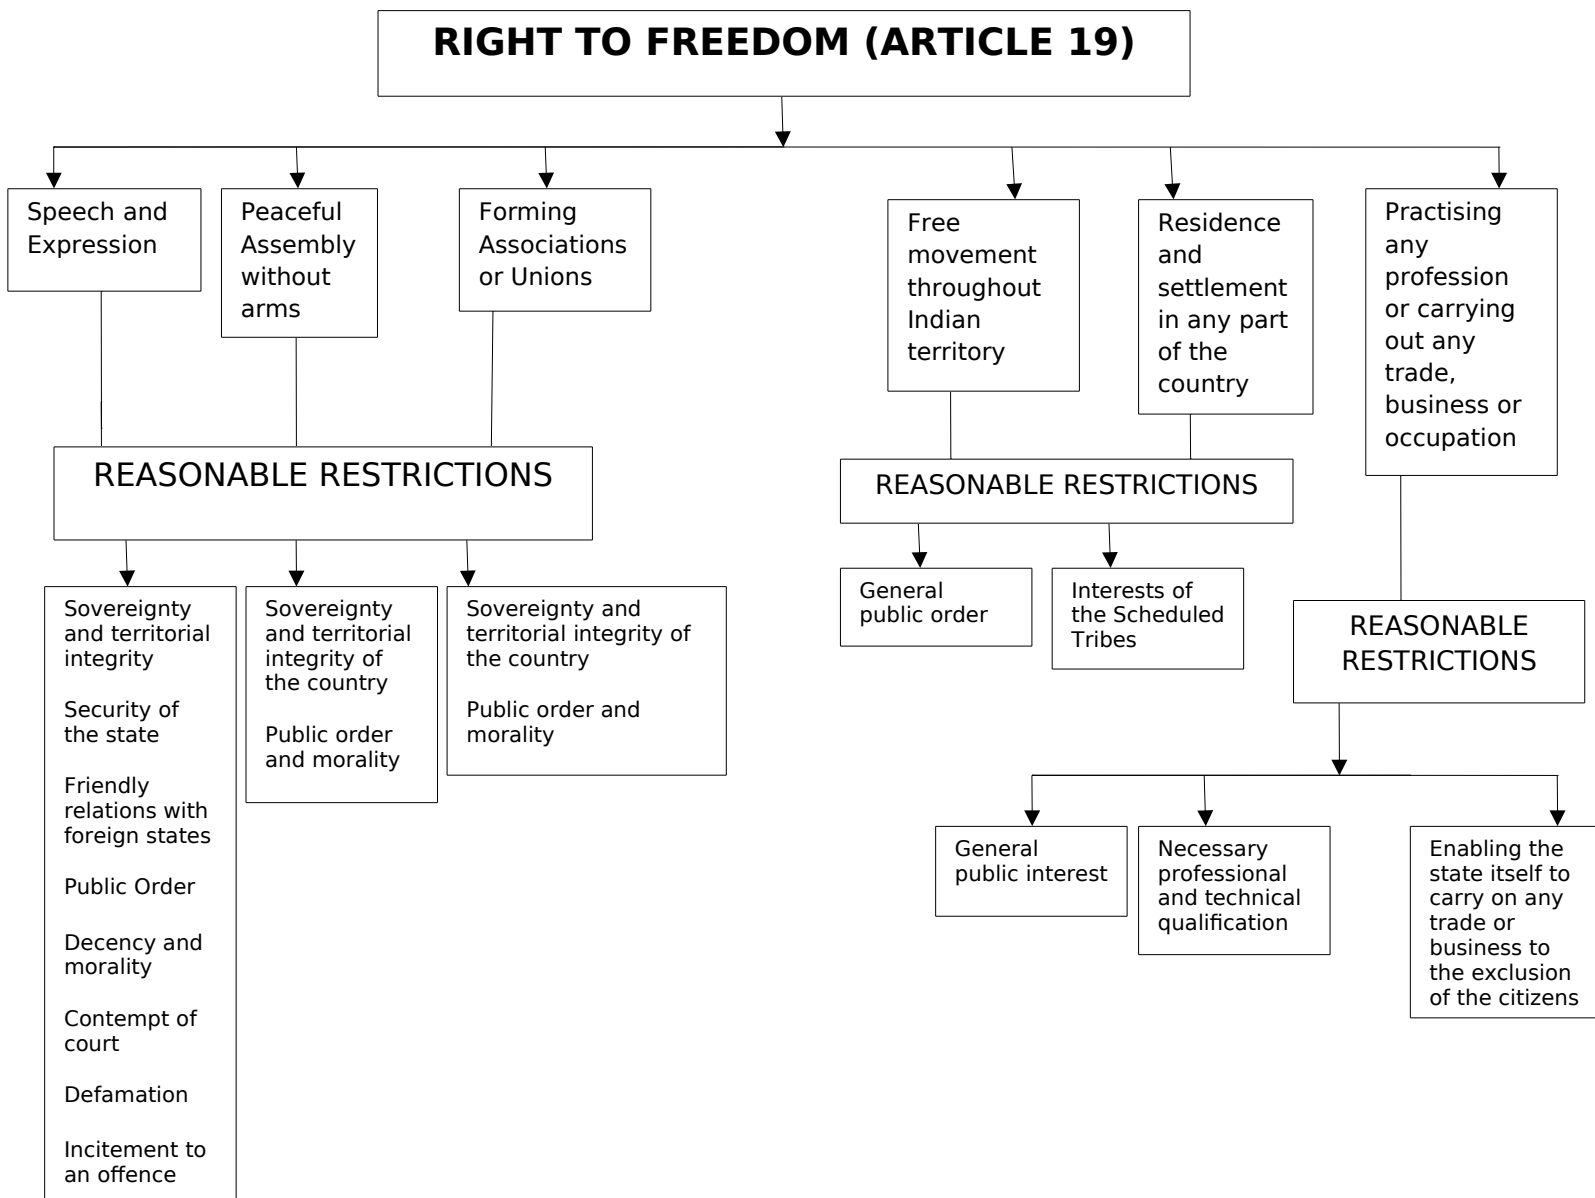 RIGHT TO FREEDOM (ARTICLE 19)
Speech and
Expression
Peaceful
Assembly
without
arms
Forming
Associations
or Unions
Free
movement
throughout
Indian
territory
Residence
and
settlement
in any part
of the
country
Practising
any
profession
or carrying
out any
trade,
business or
occupation
REASONABLE RESTRICTIONS
REASONABLE RESTRICTIONS
REASONABLE
RESTRICTIONS
Sovereignty
and territorial
integrity
Security of
the state
Friendly
relations with
foreign states
Public Order
Decency and
morality
Contempt of
court
Defamation
Incitement to
an offence
Sovereignty
and territorial
integrity of
the country
Public order
and morality
Sovereignty and
territorial integrity of
the country
Public order and
morality
General
public order
Interests of
the Scheduled
Tribes
General
public interest
Necessary
professional
and technical
qualification
Enabling the
state itself to
carry on any
trade or
business to
the exclusion
of the citizens